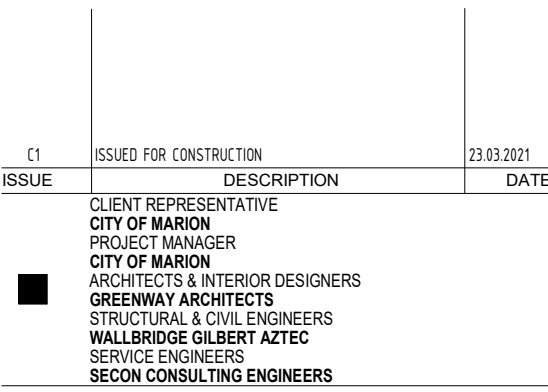 C1 ISSUED FOR CONSTRUCTION 23.03.2021
ISSUE DESCRIPTION DATE
CLIENT REPRESENTATIVE
CITY OF MARION
PROJECT MANAGER
CITY OF MARION
ARCHITECTS & INTERIOR DESIGNERS
GREENWAY ARCHITECTS
STRUCTURAL & CIVIL ENGINEERS
WALLBRIDGE GILBERT AZTEC
SERVICE ENGINEERS
SECON CONSULTING ENGINEERS